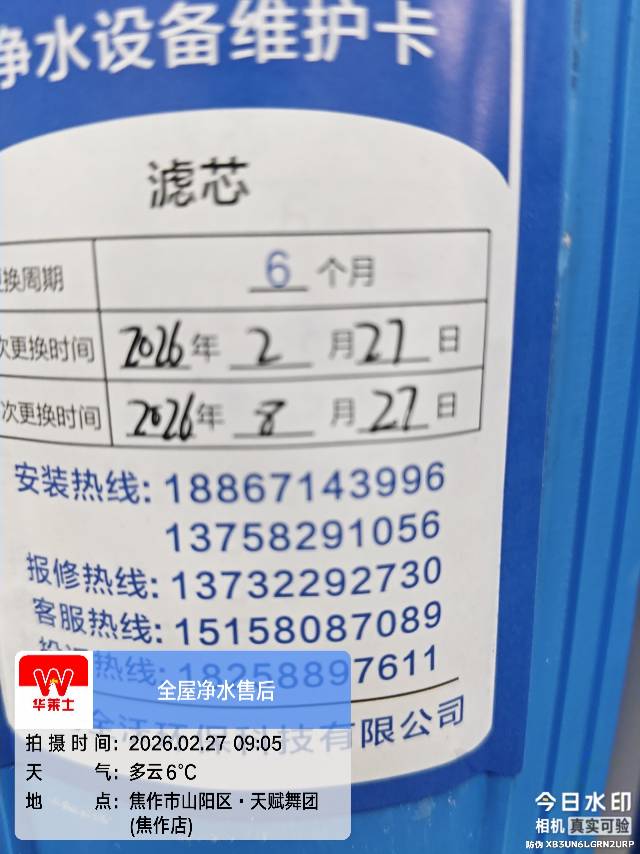 净水设备维护卡
滤芯
更换周期 6 个月
次更换时间 2026年 2 月 27 日
次更换时间 2026年 8 月 27 日
安装热线: 18867143996
13758291056
报修热线: 13732292730
客服热线: 15158087089
热线: 18258897611
环保科技有限公司
华莱士
全屋净水售后
拍摄时间: 2026.02.27 09:05
天气: 多云 6℃
地点: 焦作市山阳区·天赋舞团
(焦作店)
今日水印
相机 真实可验
防伪 XB3UN6LGRN2URP